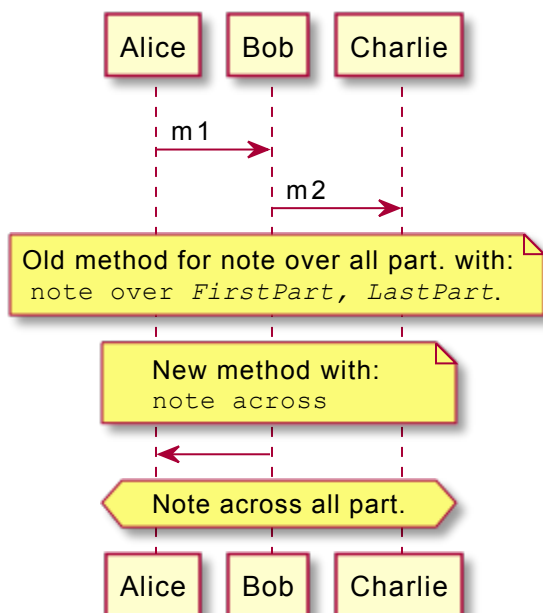 Alice Bob Charlie
m1
m2
Old method for note over all part. with:
note over FirstPart, LastPart.
New method with:
note across
Note across all part.
Alice Bob Charlie